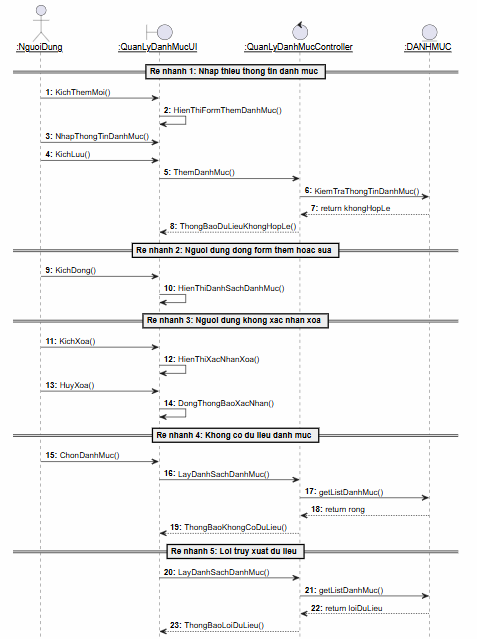 :NguoiDung :QuanLyDanhMucUI :QuanLyDanhMucController :DANHMUC
Re nhanh 1: Nhap thieu thong tin danh muc
1: KichThemMoi()
2: HienThiFormThemDanhMuc()
3: NhapThongTinDanhMuc()
4: KichLuu()
5: ThemDanhMuc()
6: KiemTraThongTinDanhMuc()
7: return khongHopLe
8: ThongBaoDuLieuKhongHopLe()
Re nhanh 2: Nguoi dung dong form them hoac sua
9: KichDong()
10: HienThiDanhSachDanhMuc()
Re nhanh 3: Nguoi dung khong xac nhan xoa
11: KichXoa()
12: HienThiXacNhanXoa()
13: HuyXoa()
14: DongThongBaoXacNhan()
Re nhanh 4: Khong co du lieu danh muc
15: ChonDanhMuc()
16: LayDanhSachDanhMuc()
17: getListDanhMuc()
18: return rong
19: ThongBaoKhongCoDuLieu()
Re nhanh 5: Loi truy xuat du lieu
20: LayDanhSachDanhMuc()
21: getListDanhMuc()
22: return loiDuLieu
23: ThongBaoLoiDuLieu()